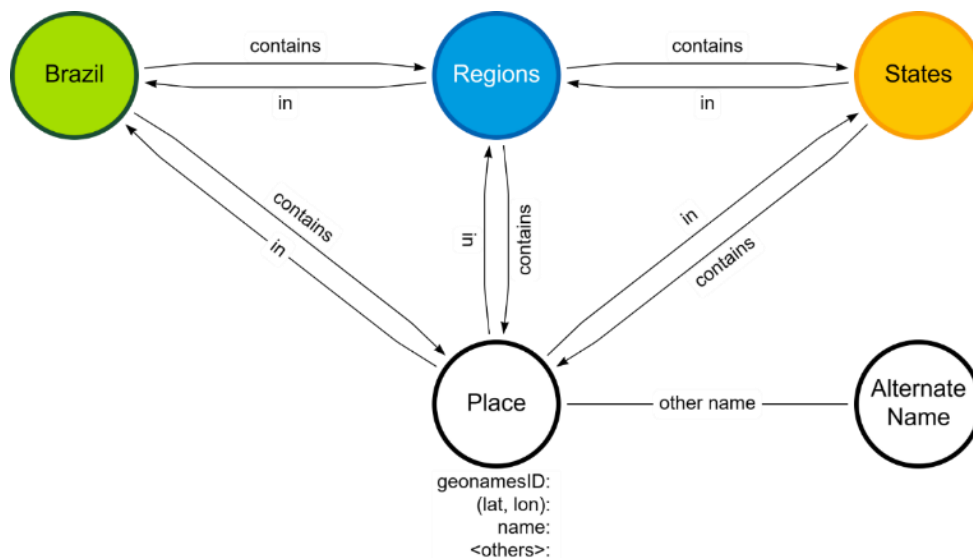 contains
contains
Brazil
Regions
States
in
in
contains
in
in
contains
in
contains
Place
other name
Alternate
Name
geonamesID:
(lat, lon):
name:
<others>: